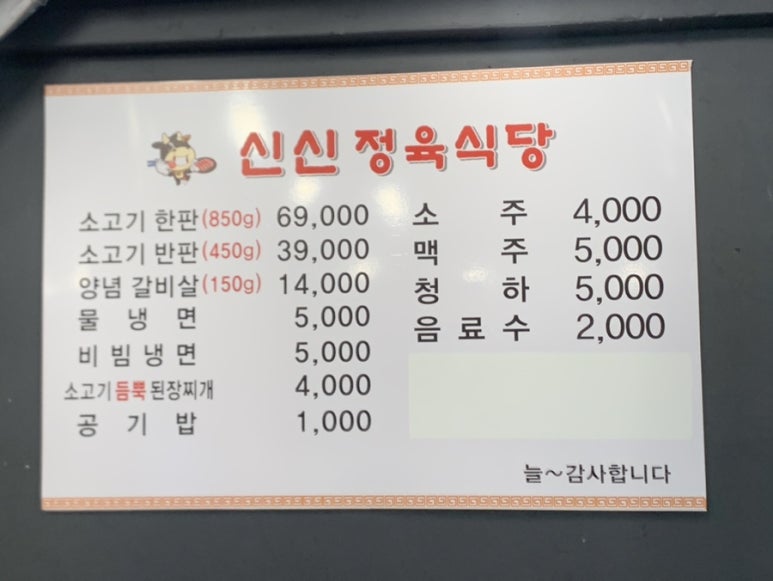 신신 정육식당
소고기 한판(850g) 69,000
소고기 반판(450g) 39,000
양념 갈비살(150g) 14,000
물 냉 면 5,000
비 빔 냉 면 5,000
소고기 듬뿍 된장찌개 4,000
공 기 밥 1,000
소 주 4,000
맥 주 5,000
청 하 5,000
음 료 수 2,000
늘~감사합니다